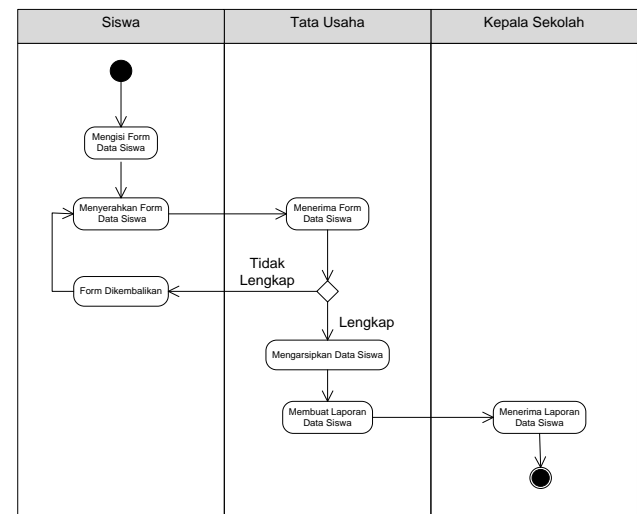 Siswa
Tata Usaha
Kepala Sekolah
Mengisi Form
Data Siswa
Menyerahkan Form
Data Siswa
Menerima Form
Data Siswa
Tidak
Lengkap
Form Dikembalikan
Lengkap
Mengarsipkan Data Siswa
Membuat Laporan
Data Siswa
Menerima Laporan
Data Siswa